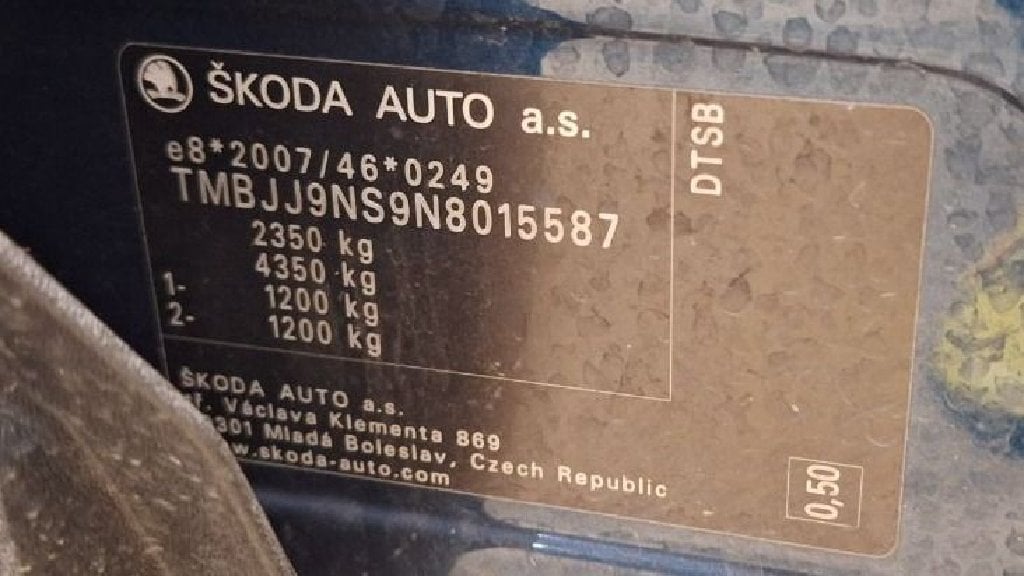 ŠKODA AUTO a.s.
e8*2007/46*0249
TMBJJ9NS9N8015587
2350 kg
4350 kg
1- 1200 kg
2- 1200 kg
DTSB
ŠKODA AUTO a.s.
Václava Klementa 869
301 Mladá Boleslav, Czech Republic
w.skoda-auto.com
0,50